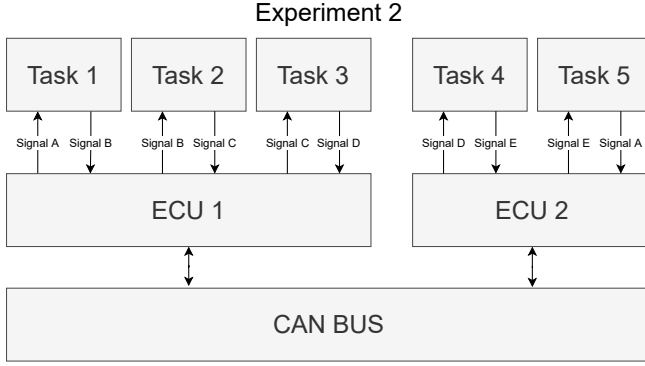 Experiment 2
Task 1 Task 2 Task 3 Task 4 Task 5
Signal A Signal B Signal B Signal C Signal C Signal D Signal D Signal E Signal E Signal A
ECU 1 ECU 2
CAN BUS